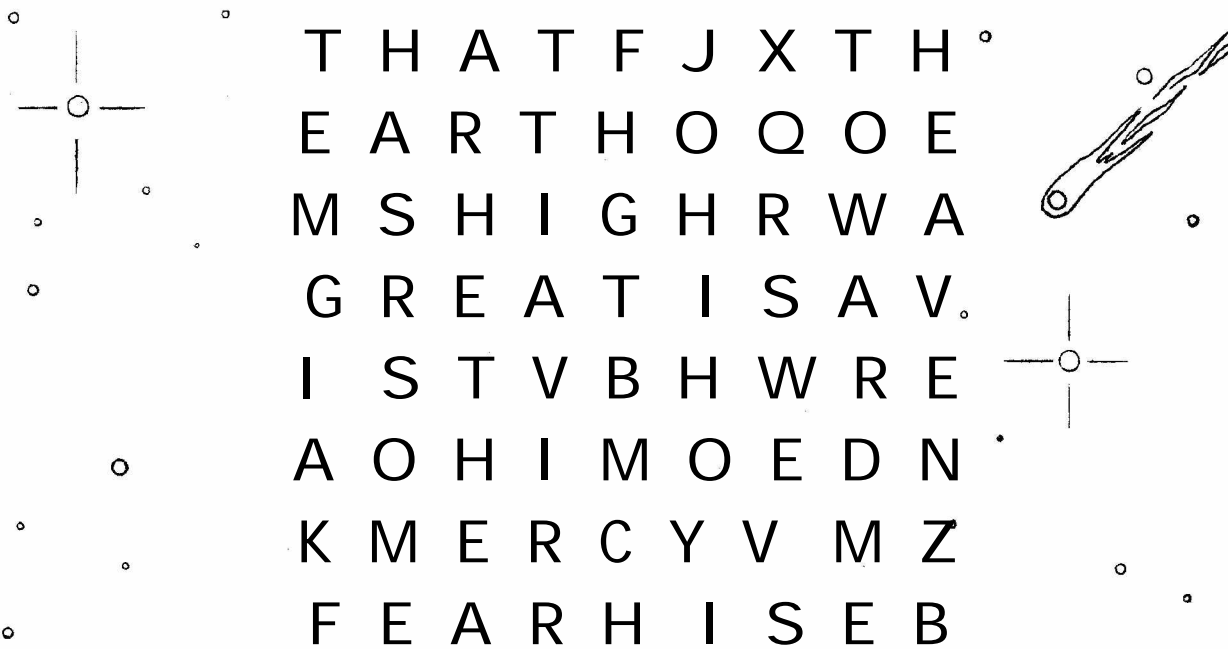 T H A T F J X T H
E A R T H O Q O E
M S H I G H R W A
G R E A T I S A V
I S T V B H W R E
A O H I M O E D N
K M E R C Y V M Z
F E A R H I S E B